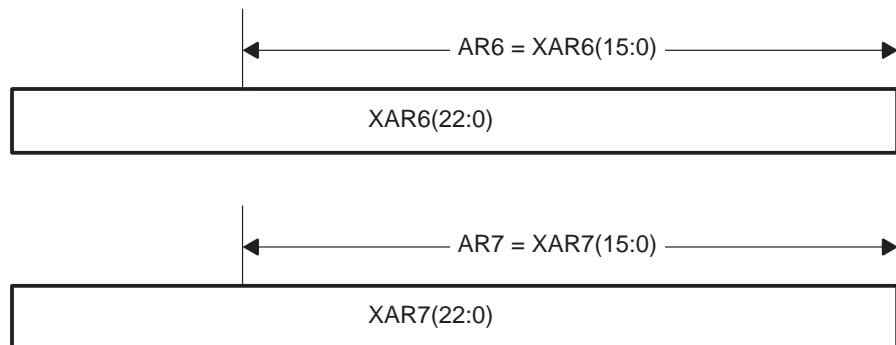 AR6 = XAR6(15:0)
XAR6(22:0)
AR7 = XAR7(15:0)
XAR7(22:0)